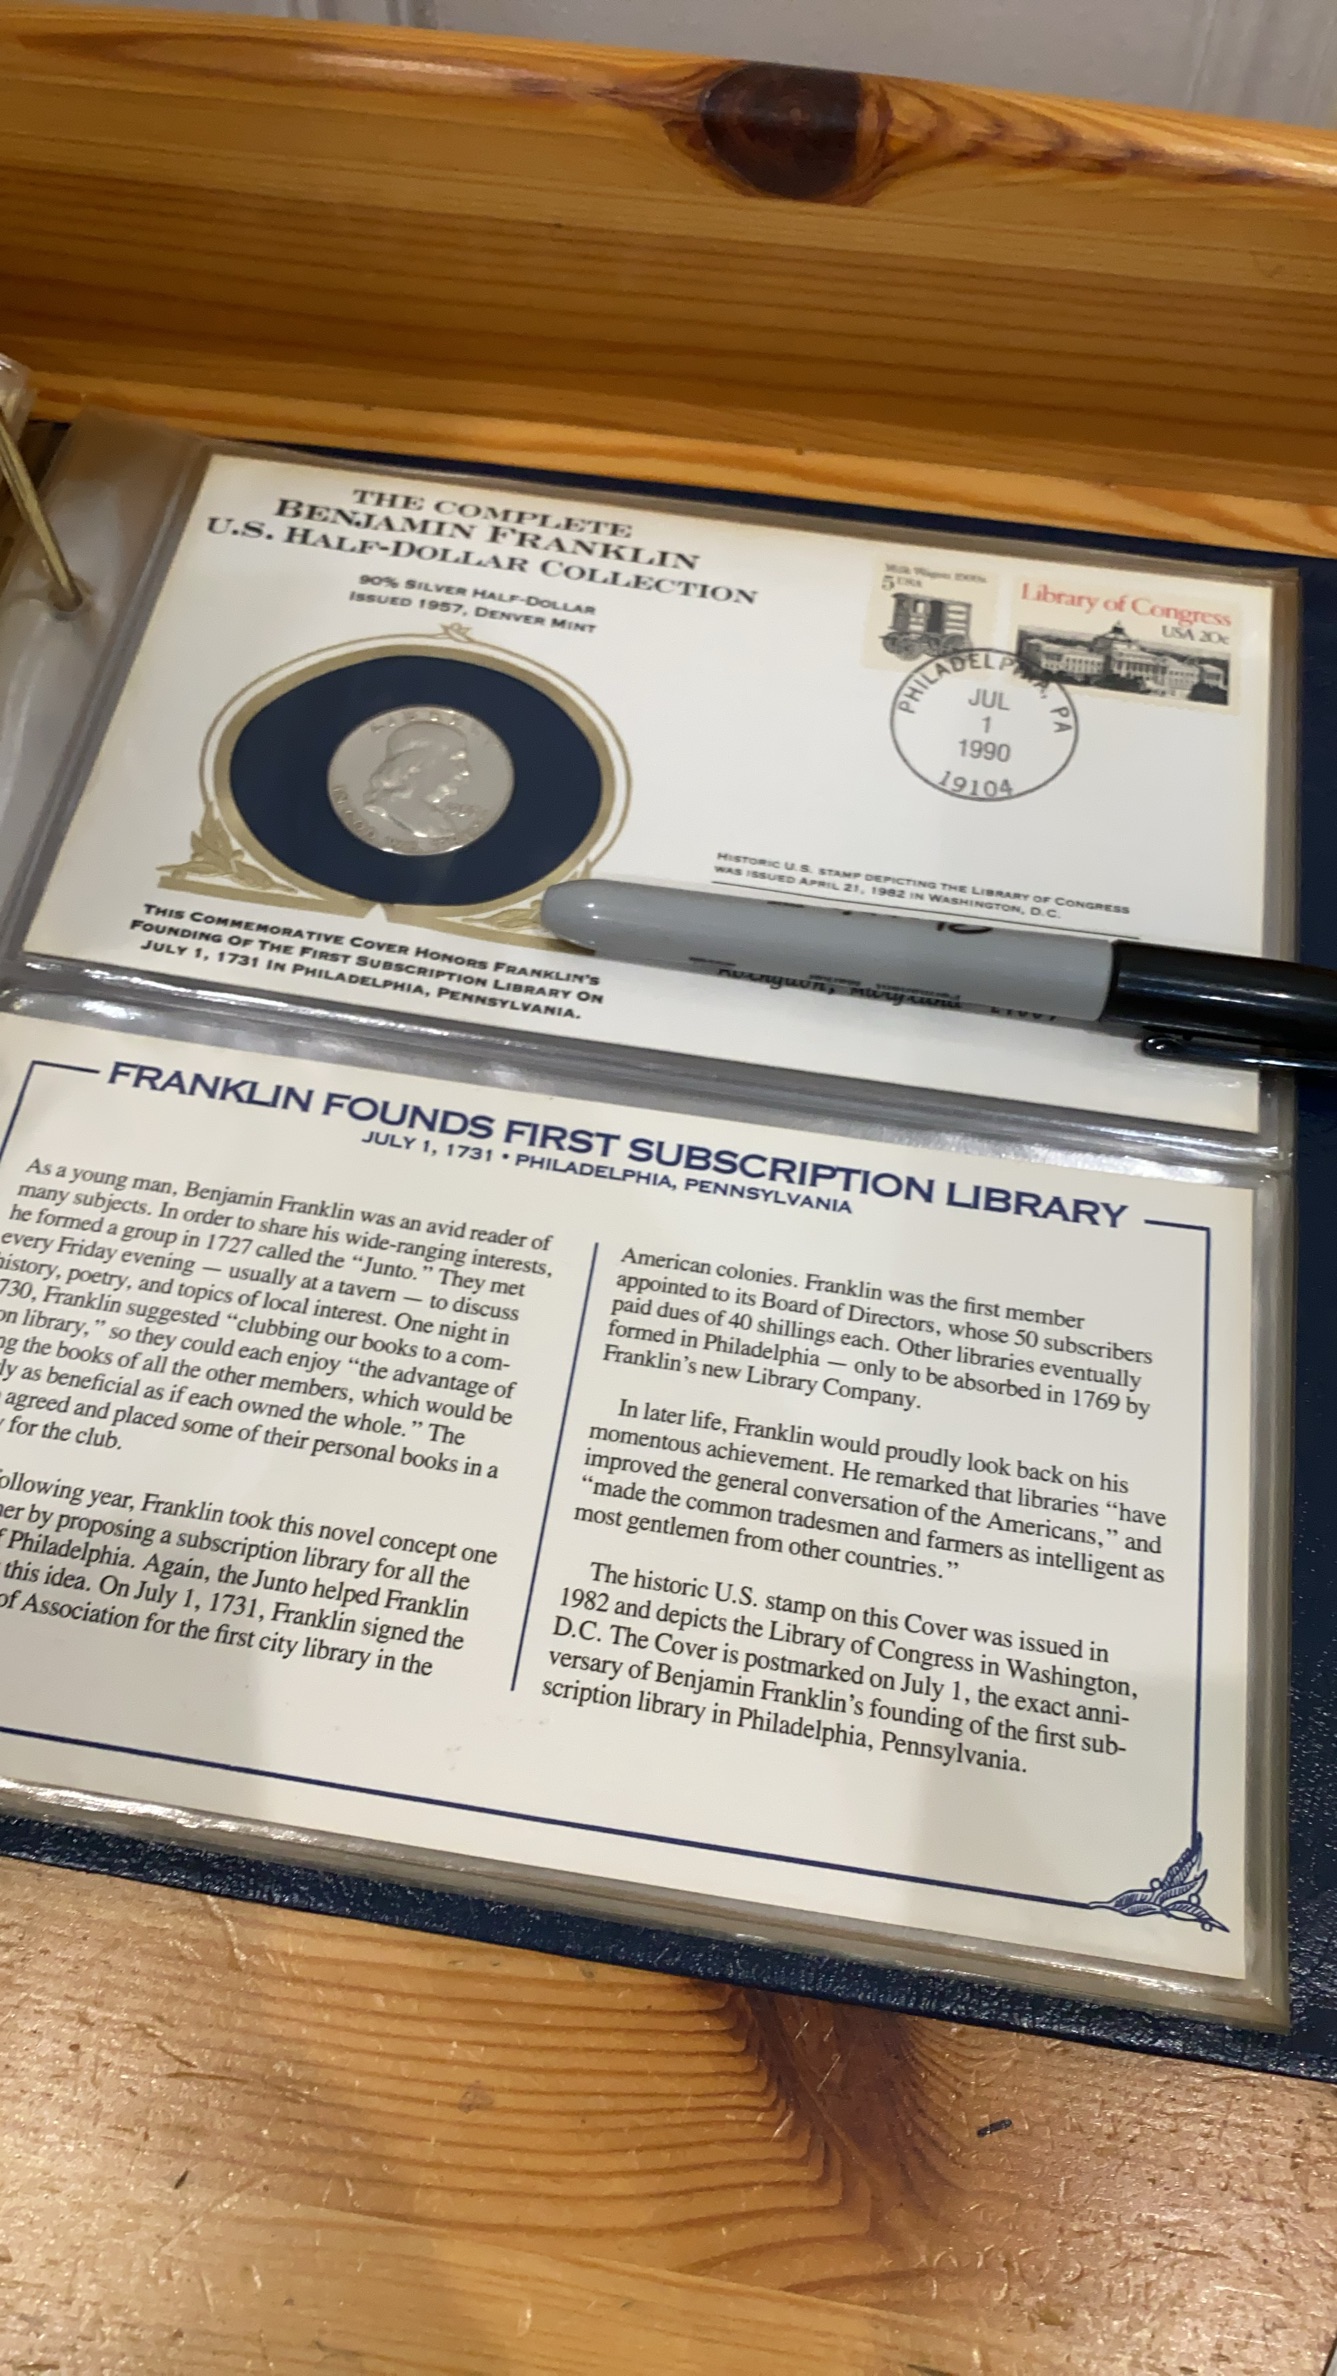 THE COMPLETE
BENJAMIN FRANKLIN
U.S. HALF-DOLLAR COLLECTION
90% SILVER HALF-DOLLAR
ISSUED 1957, DENVER MINT
Milk Wagon 1900s
5 USA
Library of Congress
USA 20c
PHILADELPHIA, PA
JUL
1
1990
19104
HISTORIC U.S. STAMP DEPICTING THE LIBRARY OF CONGRESS
WAS ISSUED APRIL 21, 1982 IN WASHINGTON, D.C.
THIS COMMEMORATIVE COVER HONORS FRANKLIN'S
FOUNDING OF THE FIRST SUBSCRIPTION LIBRARY ON
JULY 1, 1731 IN PHILADELPHIA, PENNSYLVANIA.
FRANKLIN FOUNDS FIRST SUBSCRIPTION LIBRARY
JULY 1, 1731 • PHILADELPHIA, PENNSYLVANIA
As a young man, Benjamin Franklin was an avid reader of
many subjects. In order to share his wide-ranging interests,
he formed a group in 1727 called the “Junto.” They met
every Friday evening — usually at a tavern — to discuss
history, poetry, and topics of local interest. One night in
730, Franklin suggested “clubbing our books to a com-
on library,” so they could each enjoy “the advantage of
ng the books of all the other members, which would be
ly as beneficial as if each owned the whole.” The
agreed and placed some of their personal books in a
for the club.
ollowing year, Franklin took this novel concept one
er by proposing a subscription library for all the
f Philadelphia. Again, the Junto helped Franklin
this idea. On July 1, 1731, Franklin signed the
of Association for the first city library in the
American colonies. Franklin was the first member
appointed to its Board of Directors, whose 50 subscribers
paid dues of 40 shillings each. Other libraries eventually
formed in Philadelphia — only to be absorbed in 1769 by
Franklin's new Library Company.
In later life, Franklin would proudly look back on his
momentous achievement. He remarked that libraries “have
improved the general conversation of the Americans,” and
“made the common tradesmen and farmers as intelligent as
most gentlemen from other countries.”
The historic U.S. stamp on this Cover was issued in
1982 and depicts the Library of Congress in Washington,
D.C. The Cover is postmarked on July 1, the exact anni-
versary of Benjamin Franklin's founding of the first sub-
scription library in Philadelphia, Pennsylvania.